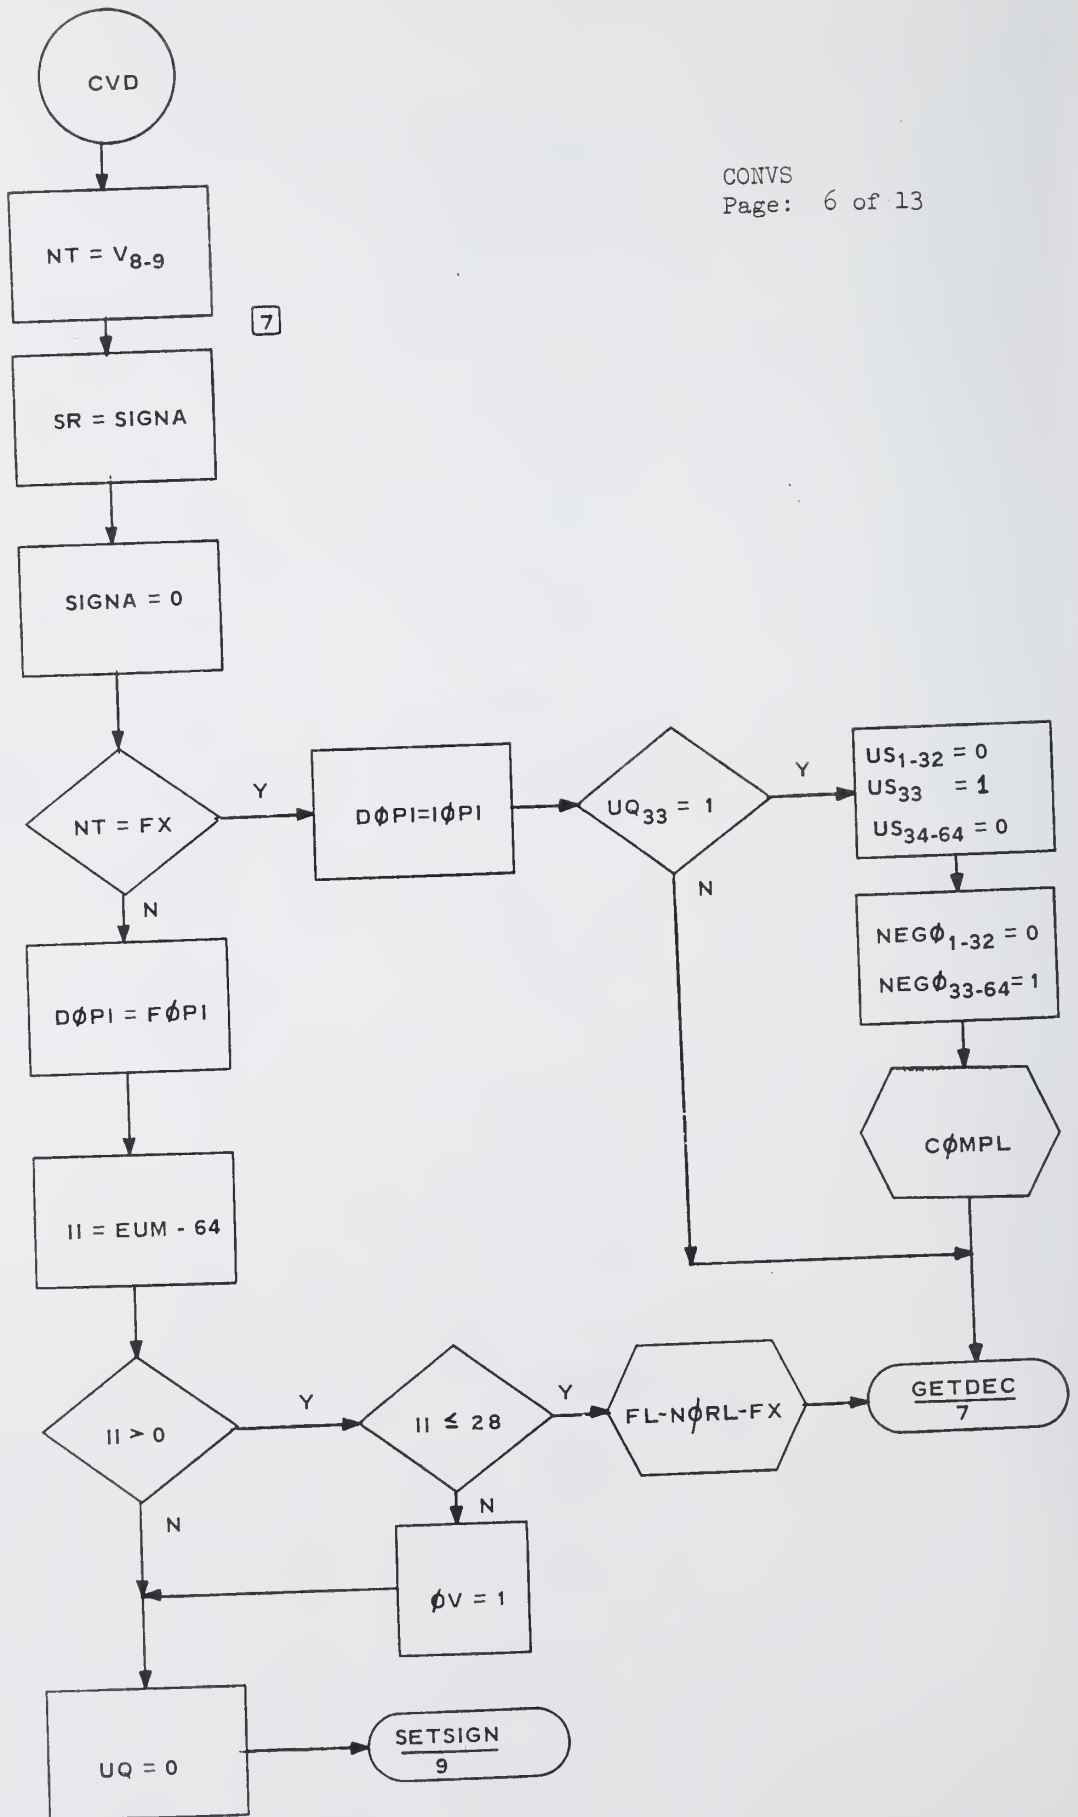 CVD
CONVS
Page: 6 of 13
NT = V8-9
7
SR = SIGNA
SIGNA = 0
NT = FX
Y
N
DØPI=IØPI
UQ33 = 1
Y
N
US1-32 = 0
US33 = 1
US34-64 = 0
NEGØ1-32 = 0
NEGØ33-64= 1
CØMPL
DØPI = FØPI
II = EUM - 64
II > 0
Y
N
II ≤ 28
Y
N
FL-NØRL-FX
GETDEC
7
ØV = 1
UQ = 0
SETSIGN
9